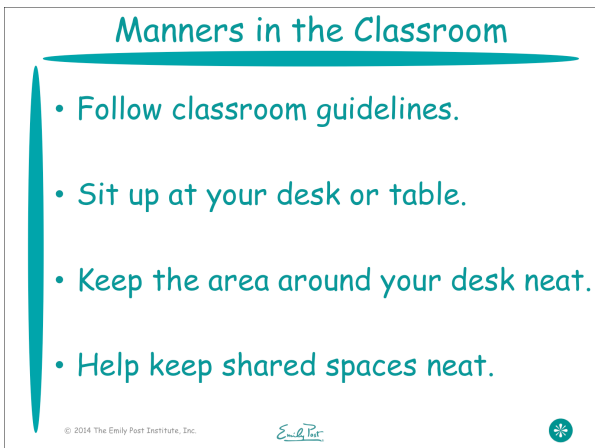 Manners in the Classroom
• Follow classroom guidelines.
• Sit up at your desk or table.
• Keep the area around your desk neat.
• Help keep shared spaces neat.
© 2014 The Emily Post Institute, Inc.
Emily Post